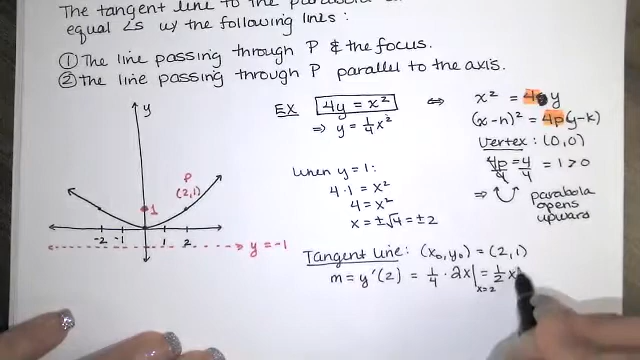 The tangent line to the parabola
equal ∠s w/ the following lines:
① The line passing through P & the focus.
② the line passing through P parallel to the axis.
EX 4y = x² ⇔ x² = 4 y
⇒ y = ¼x² (x-h)² = 4p(y-k)
Vertex: (0,0)
4p/4 = 4/4 = 1 > 0
⇒ parabola
opens
upward
When y = 1:
4·1 = x²
4 = x²
x = ±√4 = ±2
y
P
(2,1)
1
-2 -1 1 2
y = -1
Tangent line: (x₀, y₀) = (2, 1)
m = y'(2) = ¼ · 2x|x=2 = ½x|